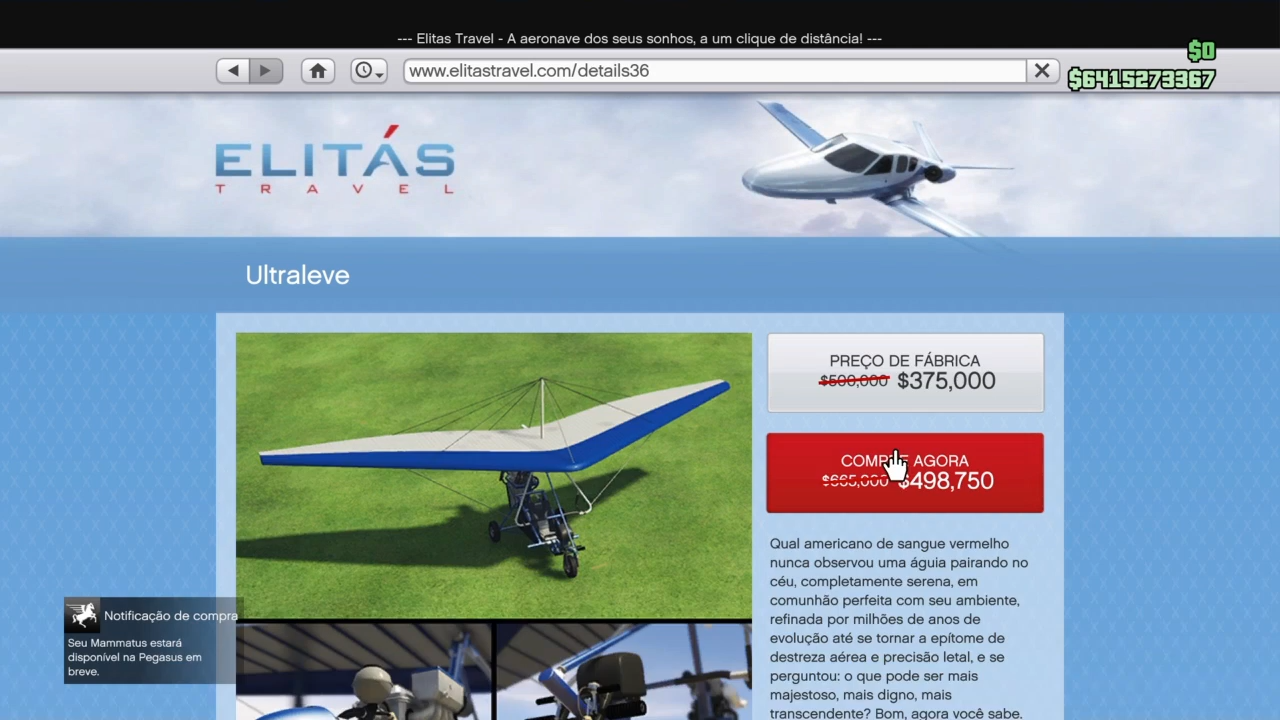 --- Elitas Travel - A aeronave dos seus sonhos, a um clique de distância! ---
$0
www.elitastravel.com/details36
$6415273367
ELITÁS
TRAVEL
Ultraleve
PREÇO DE FÁBRICA
$500,000 $375,000
AGORA
$665,000 $498,750
Qual americano de sangue vermelho
nunca observou uma águia pairando no
céu, completamente serena, em
comunhão perfeita com seu ambiente,
refinada por milhões de anos de
evolução até se tornar a epítome de
destreza aérea e precisão letal, e se
perguntou: o que pode ser mais
majestoso, mais digno, mais
transcendente? Bom, agora você sabe.
Notificação de compra
Seu Mammatus estará
disponível na Pegasus em
breve.